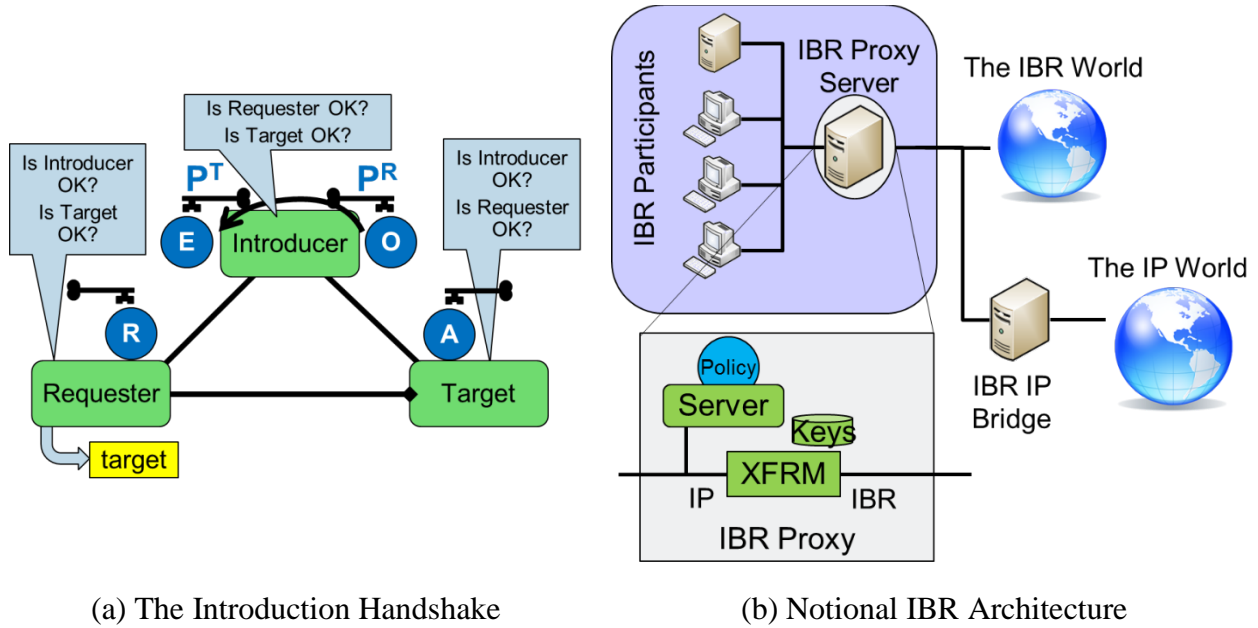 Is Requester OK?
Is Target OK?
Is Introducer
OK?
Is Target
OK?
Is Introducer
OK?
Is Requester
OK?
P^T
P^R
E
Introducer
O
R
A
Requester
Target
target
(a) The Introduction Handshake
IBR Participants
IBR Proxy
Server
The IBR World
The IP World
IBR IP
Bridge
Policy
Server
Keys
XFRM
IP
IBR
IBR Proxy
(b) Notional IBR Architecture